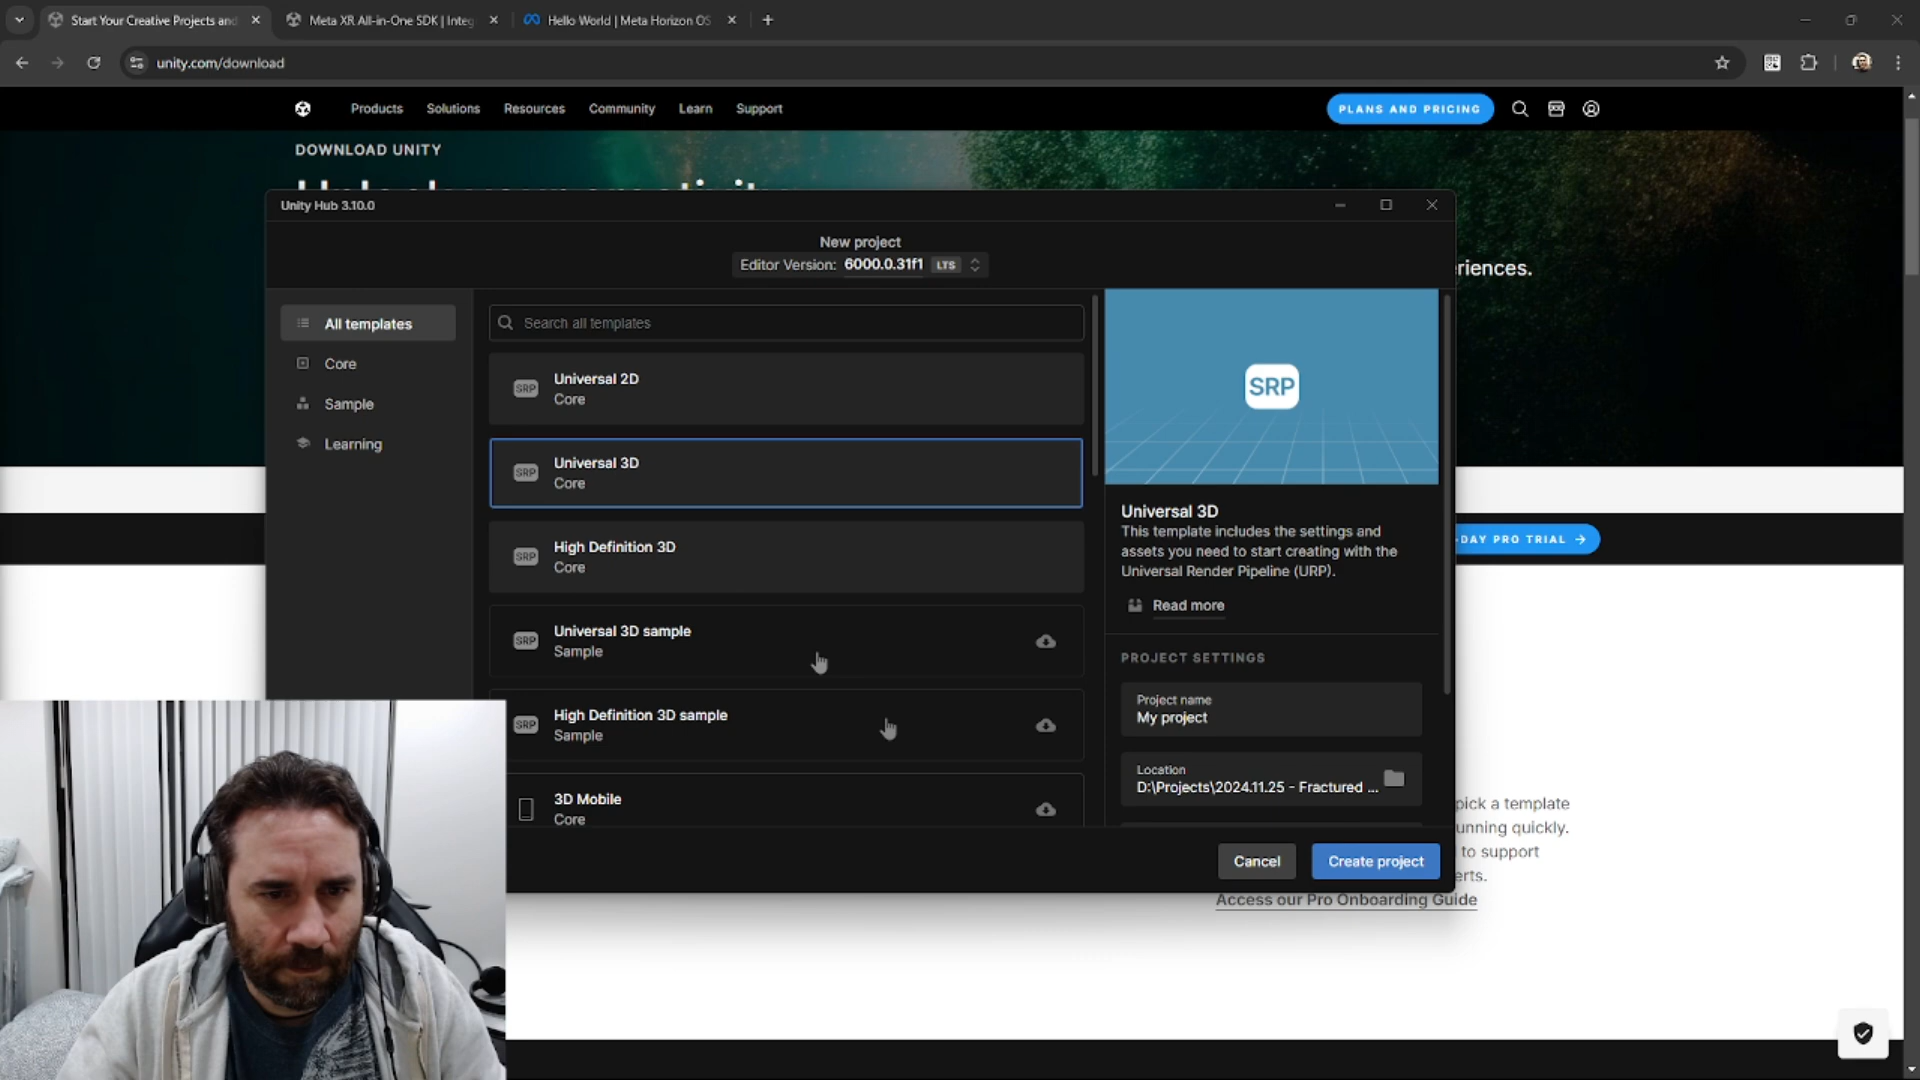 Start Your Creative Projects and
Meta XR All-in-One SDK | Integ
Hello World | Meta Horizon OS
unity.com/download
Products
Solutions
Resources
Community
Learn
Support
PLANS AND PRICING
DOWNLOAD UNITY
Unity Hub 3.10.0
New project
Editor Version: 6000.0.31f1 LTS
riences.
All templates
Core
Sample
Learning
Search all templates
SRP
Universal 2D
Core
SRP
Universal 3D
Core
SRP
High Definition 3D
Core
SRP
Universal 3D sample
Sample
SRP
High Definition 3D sample
Sample
3D Mobile
Core
SRP
Universal 3D
This template includes the settings and
assets you need to start creating with the
Universal Render Pipeline (URP).
Read more
PROJECT SETTINGS
Project name
My project
Location
D:\Projects\2024.11.25 - Fractured ...
Cancel
Create project
-DAY PRO TRIAL
pick a template
unning quickly.
to support
erts.
Access our Pro Onboarding Guide